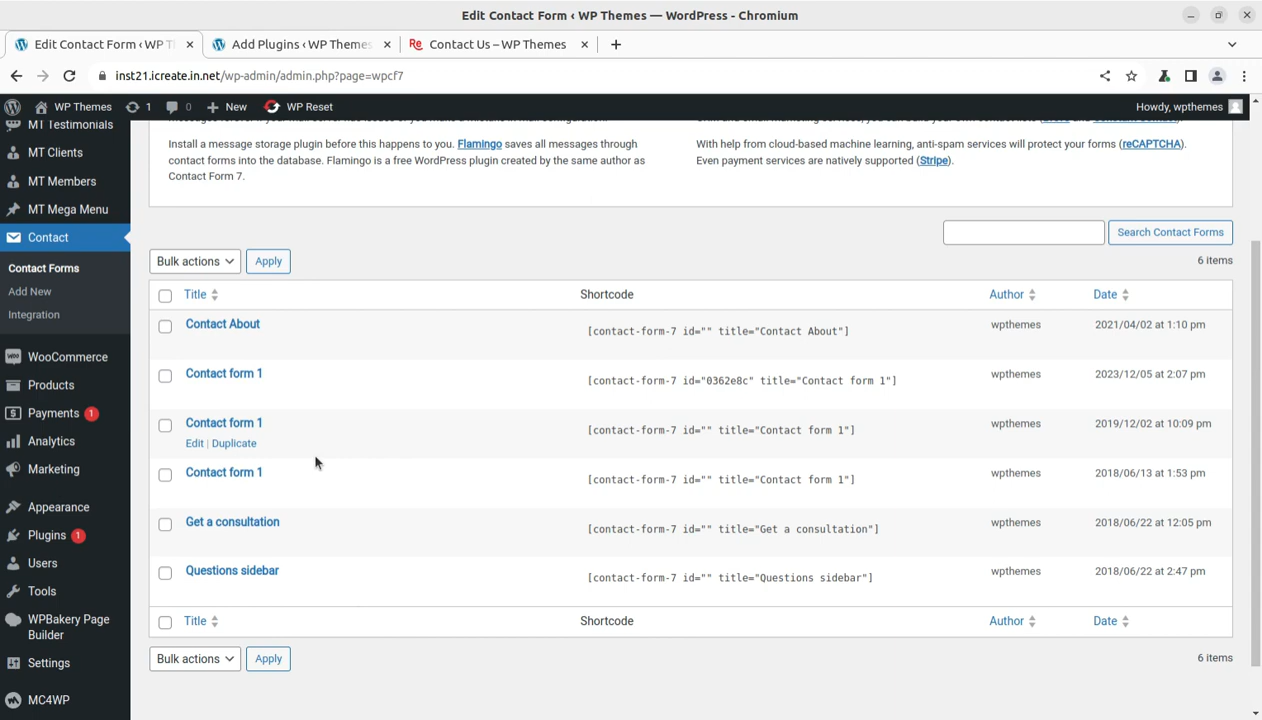 Edit Contact Form ‹ WP Themes — WordPress - Chromium
Edit Contact Form ‹ WP T
Add Plugins ‹ WP Themes
Contact Us – WP Themes
inst21.icreate.in.net/wp-admin/admin.php?page=wpcf7
WP Themes
1
0
New
WP Reset
Howdy, wpthemes
MT Testimonials
MT Clients
MT Members
MT Mega Menu
Contact
Contact Forms
Add New
Integration
WooCommerce
Products
Payments 1
Analytics
Marketing
Appearance
Plugins 1
Users
Tools
WPBakery Page
Builder
Settings
MC4WP
Install a message storage plugin before this happens to you. Flamingo saves all messages through
contact forms into the database. Flamingo is a free WordPress plugin created by the same author as
Contact Form 7.
With help from cloud-based machine learning, anti-spam services will protect your forms (reCAPTCHA).
Even payment services are natively supported (Stripe).
Search Contact Forms
Bulk actions
Apply
6 items
Title
Shortcode
Author
Date
Contact About
[contact-form-7 id="" title="Contact About"]
wpthemes
2021/04/02 at 1:10 pm
Contact form 1
[contact-form-7 id="0362e8c" title="Contact form 1"]
wpthemes
2023/12/05 at 2:07 pm
Contact form 1
Edit | Duplicate
[contact-form-7 id="" title="Contact form 1"]
wpthemes
2019/12/02 at 10:09 pm
Contact form 1
[contact-form-7 id="" title="Contact form 1"]
wpthemes
2018/06/13 at 1:53 pm
Get a consultation
[contact-form-7 id="" title="Get a consultation"]
wpthemes
2018/06/22 at 12:05 pm
Questions sidebar
[contact-form-7 id="" title="Questions sidebar"]
wpthemes
2018/06/22 at 2:47 pm
Title
Shortcode
Author
Date
Bulk actions
Apply
6 items